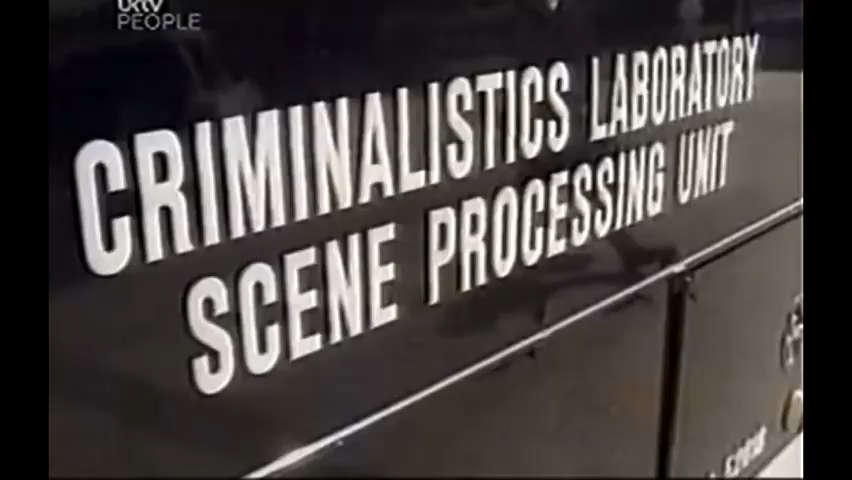 uktv
PEOPLE
CRIMINALISTICS LABORATORY
SCENE PROCESSING UNIT